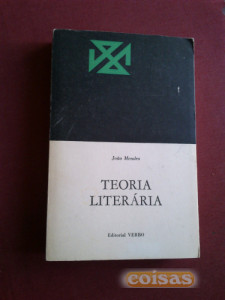 João Mendes
TEORIA
LITERÁRIA
Editorial VERBO
coisas